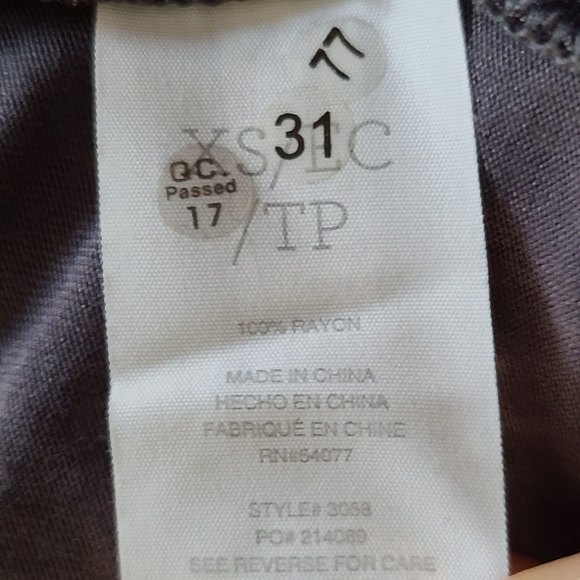 77
31
XS/EC
QC.
Passed
17
/TP
100% RAYON
MADE IN CHINA
HECHO EN CHINA
FABRIQUÉ EN CHINE
RN#54077
STYLE# 3068
PO# 214089
SEE REVERSE FOR CARE